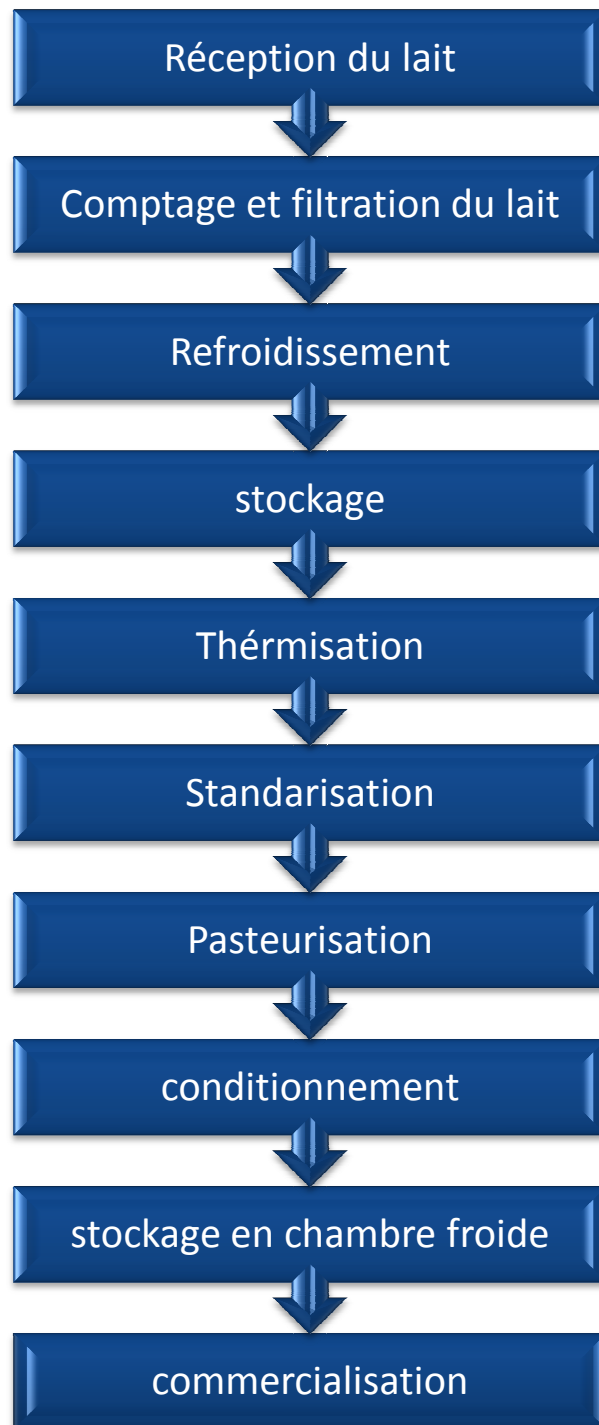 Réception du lait
Comptage et filtration du lait
Refroidissement
stockage
Thérmisation
Standarisation
Pasteurisation
conditionnement
stockage en chambre froide
commercialisation